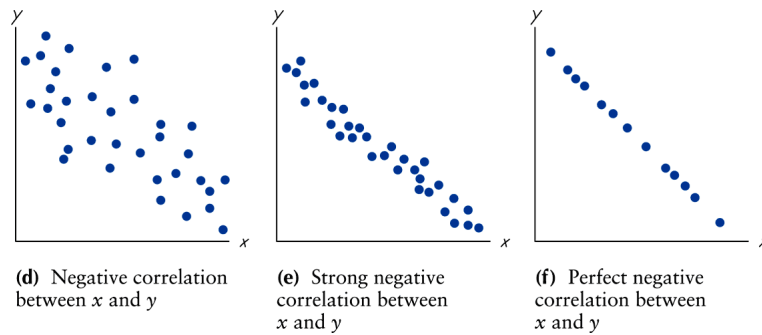 y
y
y
x
x
x
(d) Negative correlation
between x and y
(e) Strong negative
correlation between
x and y
(f) Perfect negative
correlation between
x and y